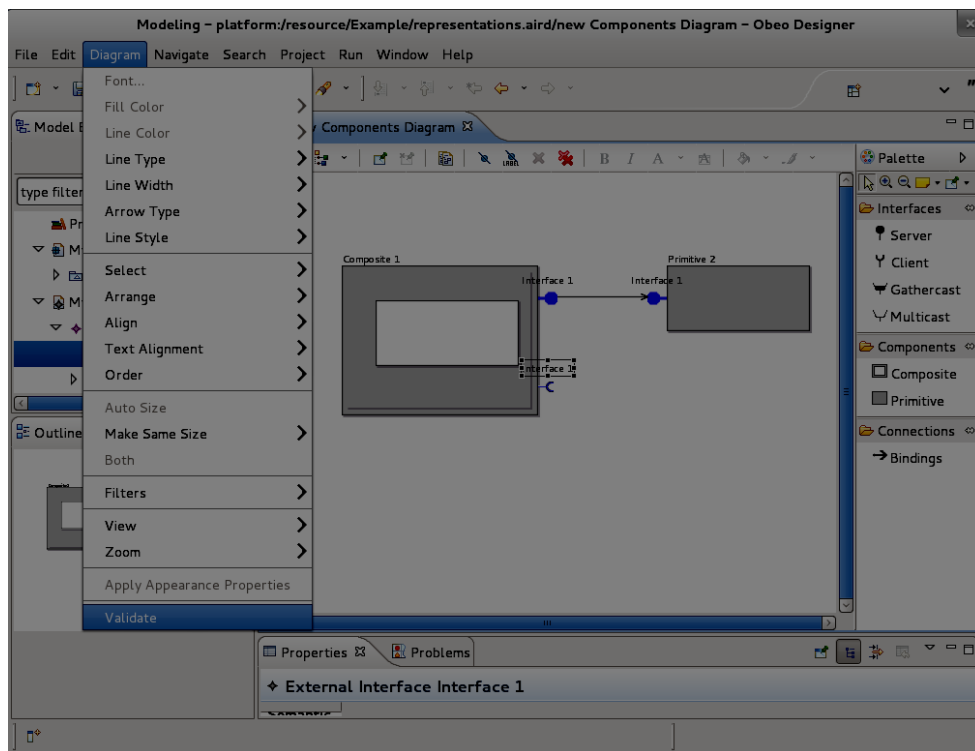 Modeling – platform:/resource/Example/representations.aird/new Components Diagram – Obeo Designer
File Edit Diagram Navigate Search Project Run Window Help
Model
Components Diagram
type filter
Font...
Fill Color
Line Color
Line Type
Line Width
Arrow Type
Line Style
Select
Arrange
Align
Text Alignment
Order
Auto Size
Make Same Size
Both
Filters
View
Zoom
Apply Appearance Properties
Validate
Outline
B I A
Composite 1
Interface 1
Interface 1
Primitive 2
Interface 1
Palette
Interfaces
Server
Client
Gathercast
Multicast
Components
Composite
Primitive
Connections
Bindings
Properties Problems
External Interface Interface 1